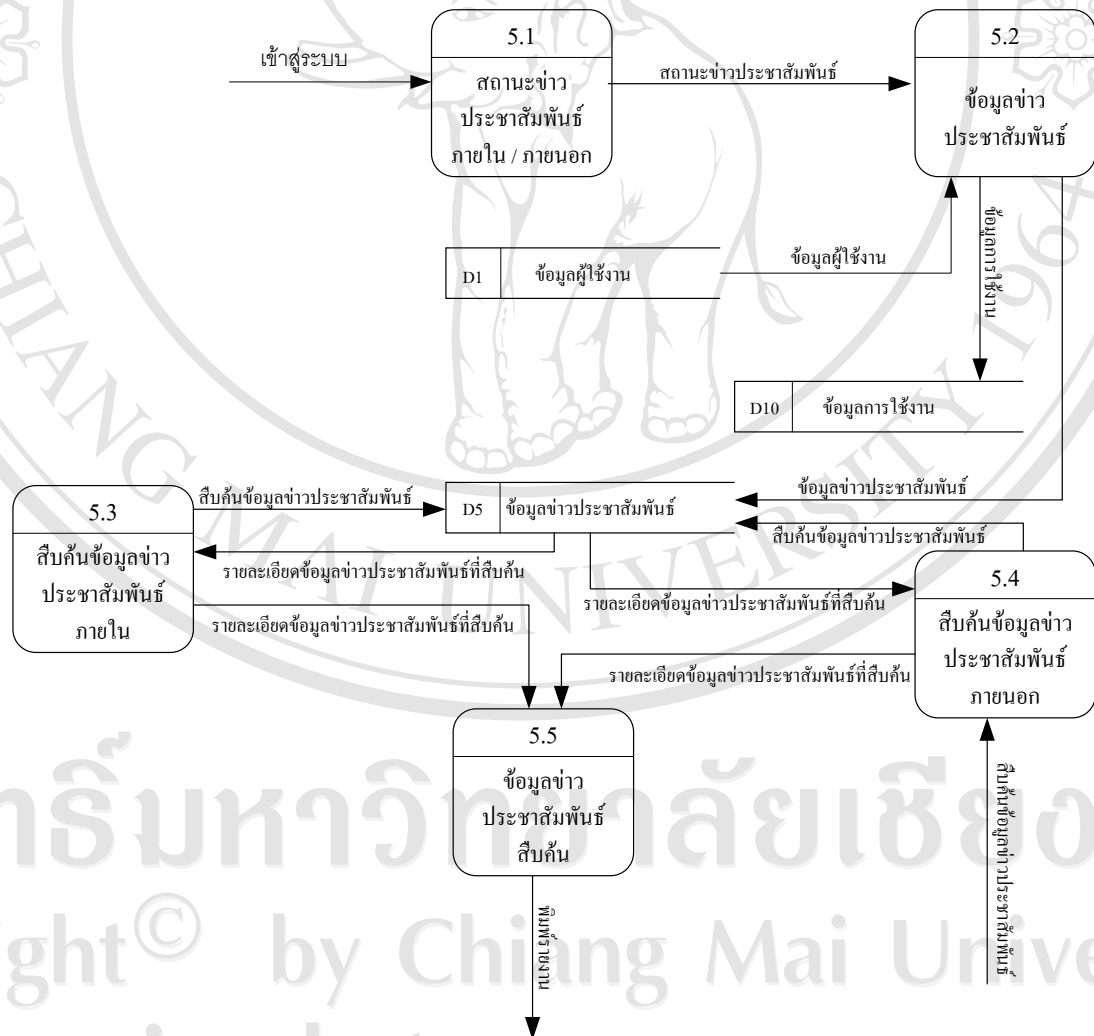 5.1
สถานะข่าว
ประชาสัมพันธ์
ภายใน / ภายนอก
เข้าสู่ระบบ
สถานะข่าวประชาสัมพันธ์
5.2
ข้อมูลข่าว
ประชาสัมพันธ์
D1 ข้อมูลผู้ใช้งาน
ข้อมูลผู้ใช้งาน
ข้อมูลการใช้งาน
D10 ข้อมูลการใช้งาน
5.3
สืบค้นข้อมูลข่าว
ประชาสัมพันธ์
ภายใน
สืบค้นข้อมูลข่าวประชาสัมพันธ์
D5 ข้อมูลข่าวประชาสัมพันธ์
ข้อมูลข่าวประชาสัมพันธ์
สืบค้นข้อมูลข่าวประชาสัมพันธ์
รายละเอียดข้อมูลข่าวประชาสัมพันธ์ที่สืบค้น
รายละเอียดข้อมูลข่าวประชาสัมพันธ์ที่สืบค้น
5.4
สืบค้นข้อมูลข่าว
ประชาสัมพันธ์
ภายนอก
รายละเอียดข้อมูลข่าวประชาสัมพันธ์ที่สืบค้น
รายละเอียดข้อมูลข่าวประชาสัมพันธ์ที่สืบค้น
5.5
ข้อมูลข่าว
ประชาสัมพันธ์
สืบค้น
พิมพ์รายงาน
สืบค้นข้อมูลข่าวประชาสัมพันธ์
CHIANG MAI UNIVERSITY 1964
ght© by Chiang Mai Unive